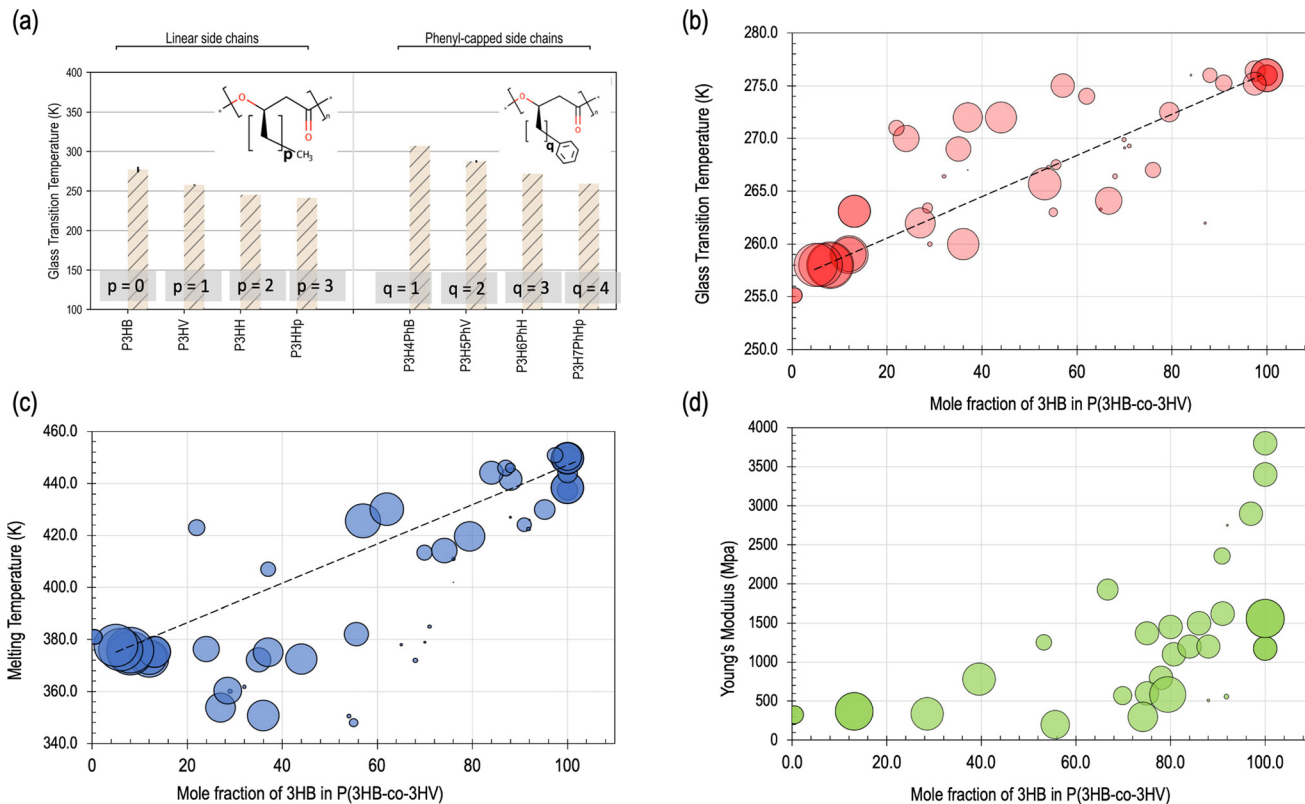 (a)
Linear side chains
Phenyl-capped side chains
Glass Transition Temperature (K)
400
350
300
250
200
150
100
O
O
n
p
CH3
O
O
n
q
p = 0
p = 1
p = 2
p = 3
q = 1
q = 2
q = 3
q = 4
P3HB
P3HV
P3HH
P3HHp
P3H4PhB
P3H5PhV
P3H6PhH
P3H7PhHp
(b)
Glass Transition Temperature (K)
280.0
275.0
270.0
265.0
260.0
255.0
250.0
0
20
40
60
80
100
Mole fraction of 3HB in P(3HB-co-3HV)
(c)
Melting Temperature (K)
460.0
440.0
420.0
400.0
380.0
360.0
340.0
0
20
40
60
80
100
Mole fraction of 3HB in P(3HB-co-3HV)
(d)
Young's Modulus (Mpa)
4000
3500
3000
2500
2000
1500
1000
500
0
0.0
20.0
40.0
60.0
80.0
100.0
Mole fraction of 3HB in P(3HB-co-3HV)